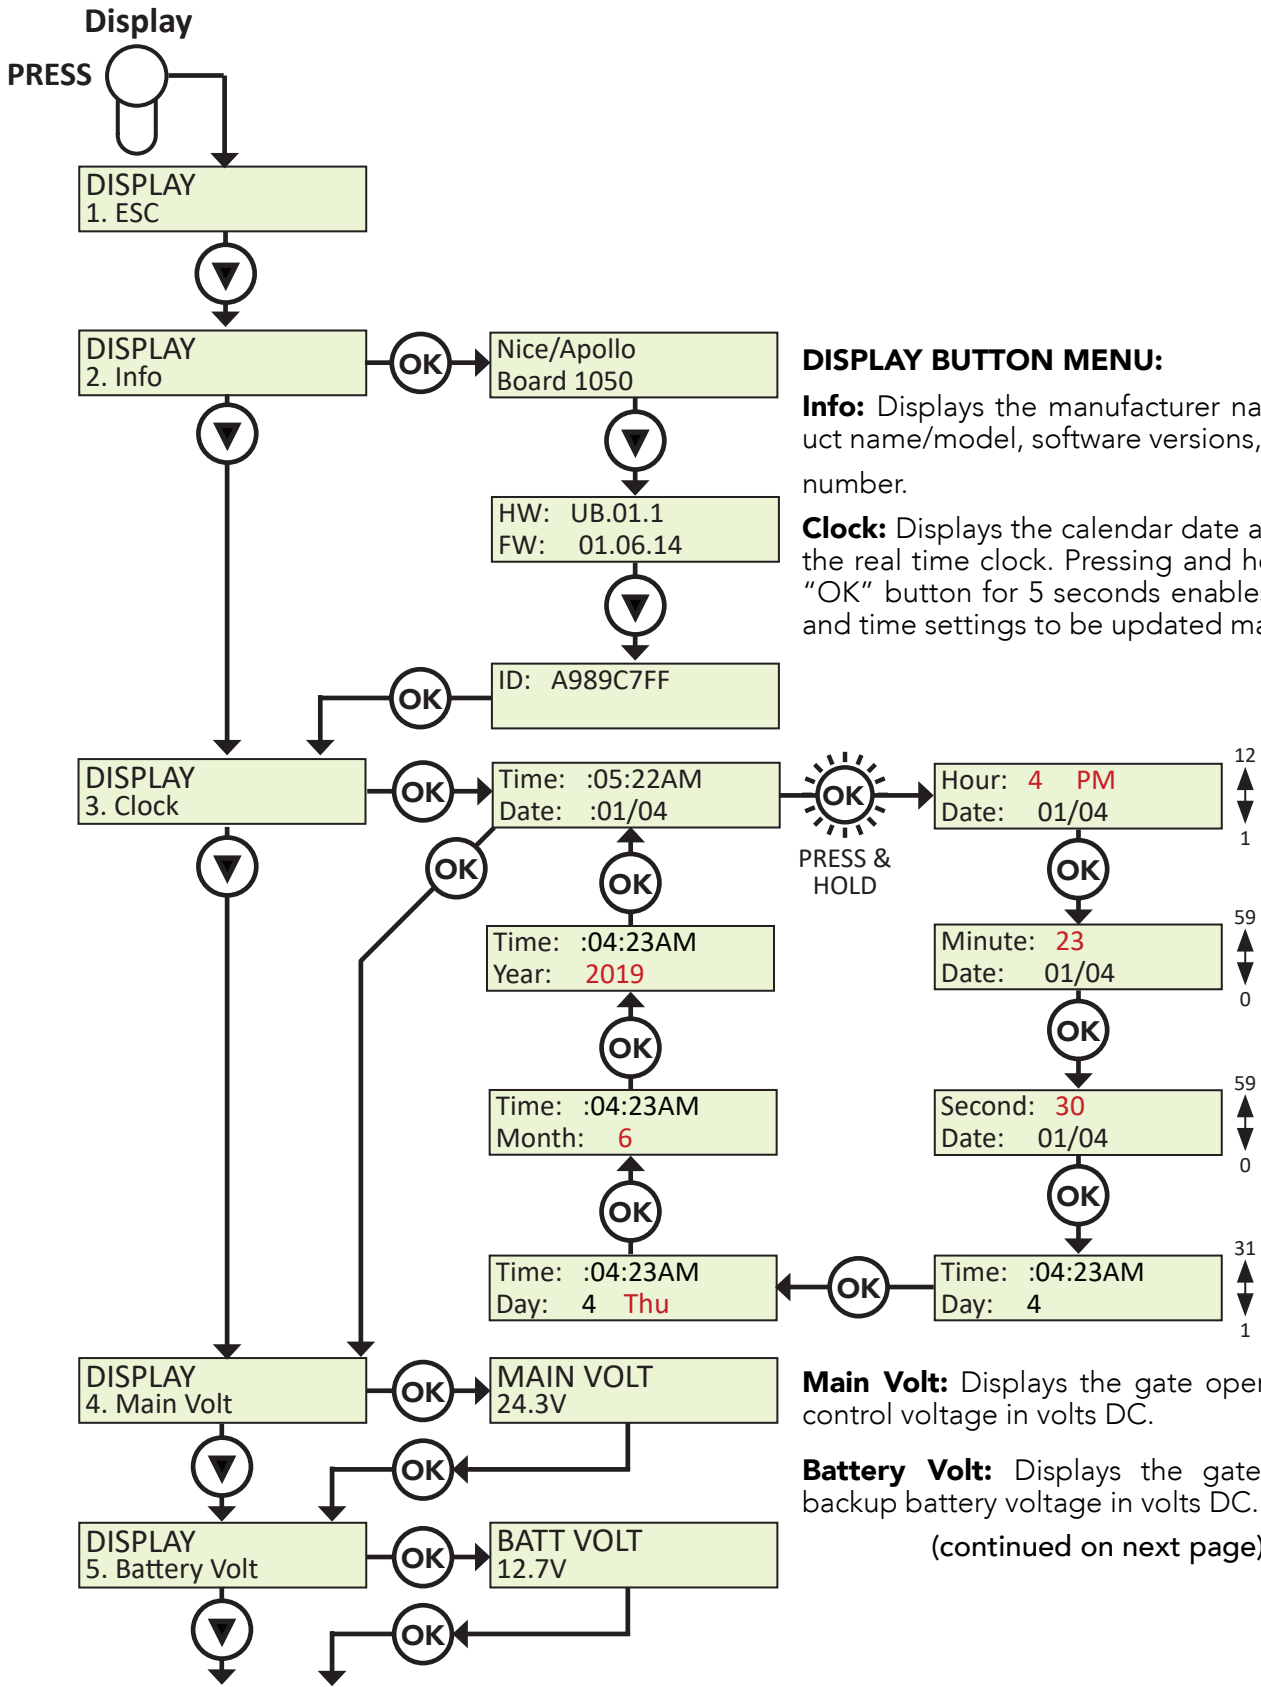 Display
PRESS
DISPLAY
1. ESC
DISPLAY
2. Info
OK
Nice/Apollo
Board 1050
HW: UB.01.1
FW: 01.06.14
ID: A989C7FF
OK
DISPLAY BUTTON MENU:
Info: Displays the manufacturer
uct name/model, software versions,
number.
Clock: Displays the calendar date
the real time clock. Pressing and
"OK" button for 5 seconds
and time settings to be updated
DISPLAY
3. Clock
OK
Time: :05:22AM
Date: :01/04
OK
PRESS &
HOLD
Hour: 4 PM
Date: 01/04
12
1
OK
OK
OK
Time: :04:23AM
Year: 2019
Minute: 23
Date: 01/04
59
0
OK
OK
Time: :04:23AM
Month: 6
Second: 30
Date: 01/04
59
0
OK
OK
Time: :04:23AM
Day: 4 Thu
OK
Time: :04:23AM
Day: 4
31
1
DISPLAY
4. Main Volt
OK
MAIN VOLT
24.3V
OK
Main Volt: Displays the gate
control voltage in volts DC.
DISPLAY
5. Battery Volt
OK
BATT VOLT
12.7V
OK
Battery Volt: Displays the gate
backup battery voltage in volts DC.
(continued on next page)